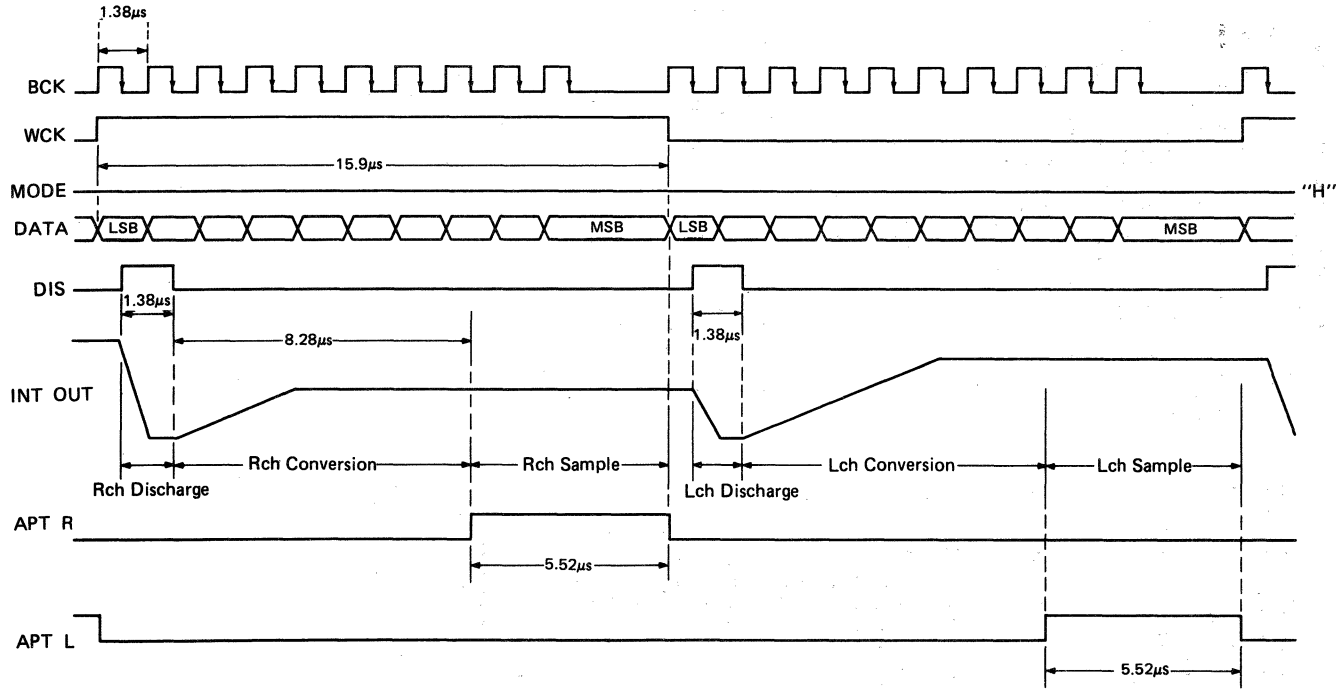 1.38μs
BCK
WCK
15.9μs
MODE
"H"
DATA
LSB
MSB
LSB
MSB
DIS
1.38μs
1.38μs
8.28μs
INT OUT
Rch Conversion
Rch Sample
Lch Conversion
Lch Sample
Rch Discharge
Lch Discharge
APT R
5.52μs
APT L
5.52μs